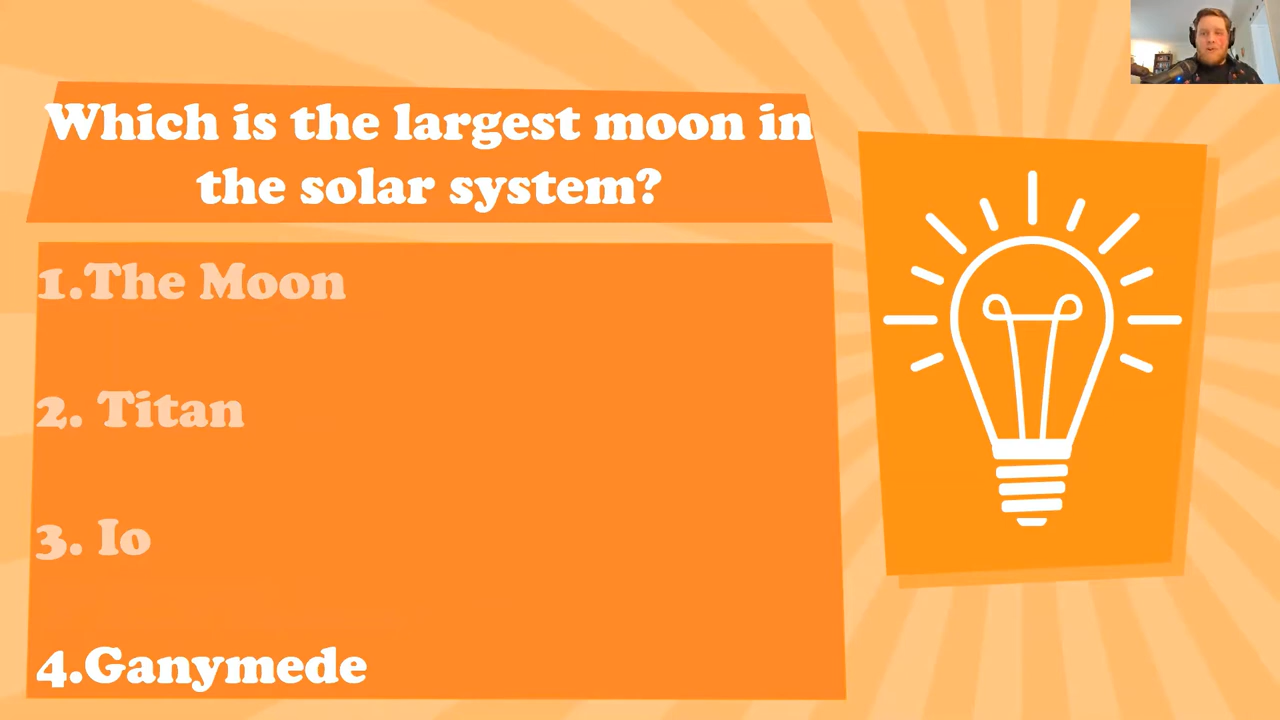 Which is the largest moon in
the solar system?
1.The Moon
2. Titan
3. Io
4.Ganymede